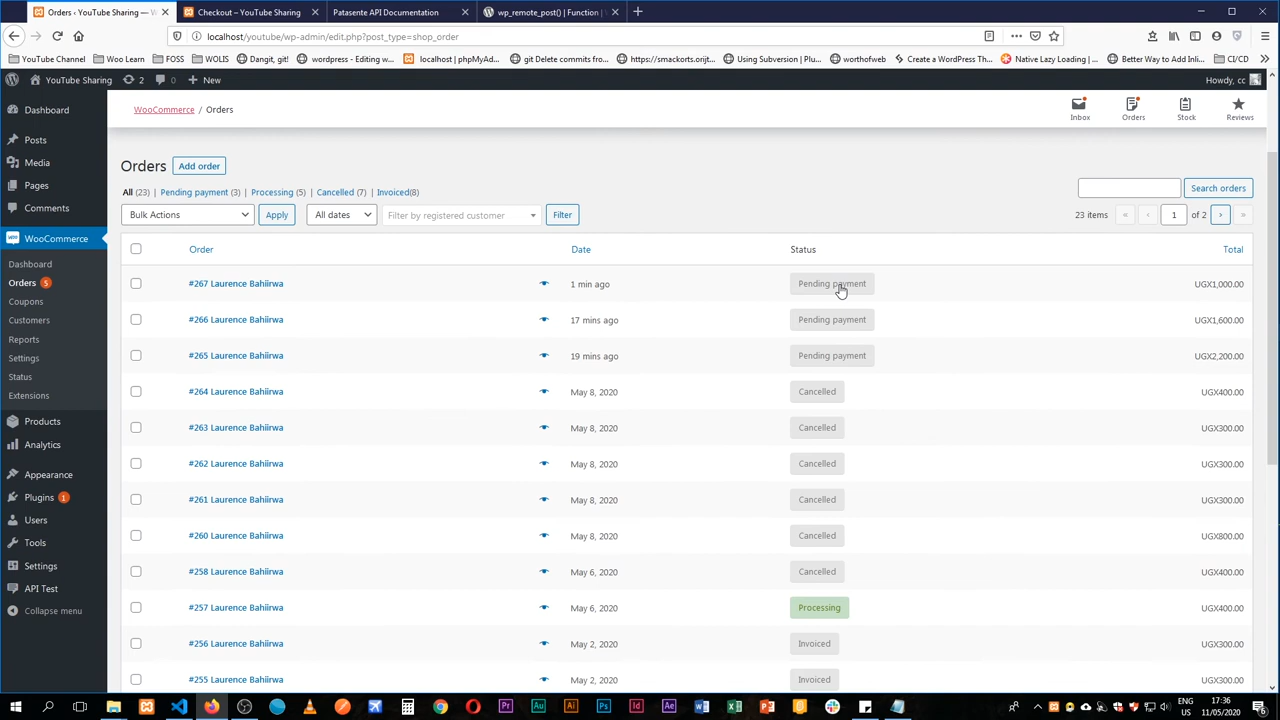 Orders ‹ YouTube Sharing — W
Checkout – YouTube Sharing
Patasente API Documentation
wp_remote_post() | Function | W
localhost/youtube/wp-admin/edit.php?post_type=shop_order
YouTube Channel
Woo Learn
FOSS
WOLIS
Dangit, git!
wordpress - Editing w...
localhost | phpMyAd...
git Delete commits fro...
https://smackorts.orijt...
Using Subversion | Plu...
worthofweb
Create a WordPress Th...
Native Lazy Loading | ...
Better Way to Add Inli...
CI/CD
YouTube Sharing
2
0
New
Howdy, cc
Dashboard
Posts
Media
Pages
Comments
WooCommerce
Dashboard
Orders 5
Coupons
Customers
Reports
Settings
Status
Extensions
Products
Analytics
Appearance
Plugins 1
Users
Tools
Settings
API Test
Collapse menu
WooCommerce / Orders
Inbox
Orders
Stock
Reviews
Orders
Add order
All (23) | Pending payment (3) | Processing (5) | Cancelled (7) | Invoiced(8)
Search orders
Bulk Actions
Apply
All dates
Filter by registered customer
Filter
23 items « ‹ 1 of 2 › »
Order Date Status Total
#267 Laurence Bahiirwa 1 min ago Pending payment UGX1,000.00
#266 Laurence Bahiirwa 17 mins ago Pending payment UGX1,600.00
#265 Laurence Bahiirwa 19 mins ago Pending payment UGX2,200.00
#264 Laurence Bahiirwa May 8, 2020 Cancelled UGX400.00
#263 Laurence Bahiirwa May 8, 2020 Cancelled UGX300.00
#262 Laurence Bahiirwa May 8, 2020 Cancelled UGX300.00
#261 Laurence Bahiirwa May 8, 2020 Cancelled UGX300.00
#260 Laurence Bahiirwa May 8, 2020 Cancelled UGX800.00
#258 Laurence Bahiirwa May 6, 2020 Cancelled UGX400.00
#257 Laurence Bahiirwa May 6, 2020 Processing UGX400.00
#256 Laurence Bahiirwa May 2, 2020 Invoiced UGX300.00
#255 Laurence Bahiirwa May 2, 2020 Invoiced UGX300.00
Pr
Au
Ai
Ps
Id
Ae
ENG
US
17:36
11/05/2020